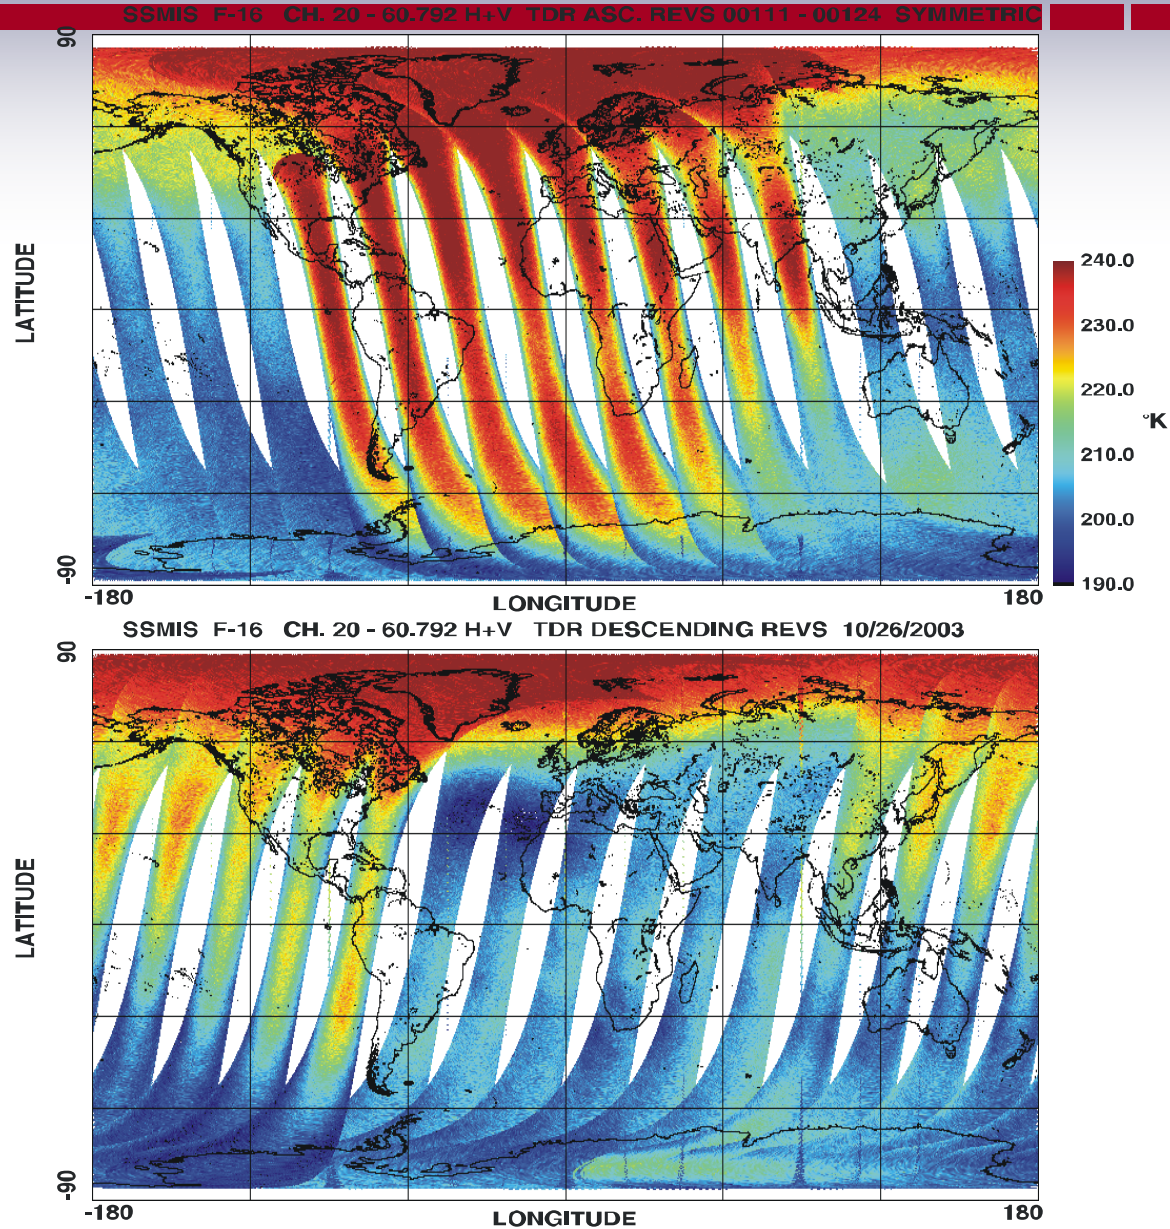 SSMIS F-16 CH. 20 - 60.792 H+V TDR ASC. REVS 00111 - 00124 SYMMETRIC
90
LATITUDE
-90
-180
LONGITUDE
180
240.0
230.0
220.0
°K
210.0
200.0
190.0
SSMIS F-16 CH. 20 - 60.792 H+V TDR DESCENDING REVS 10/26/2003
90
LATITUDE
-90
-180
LONGITUDE
180